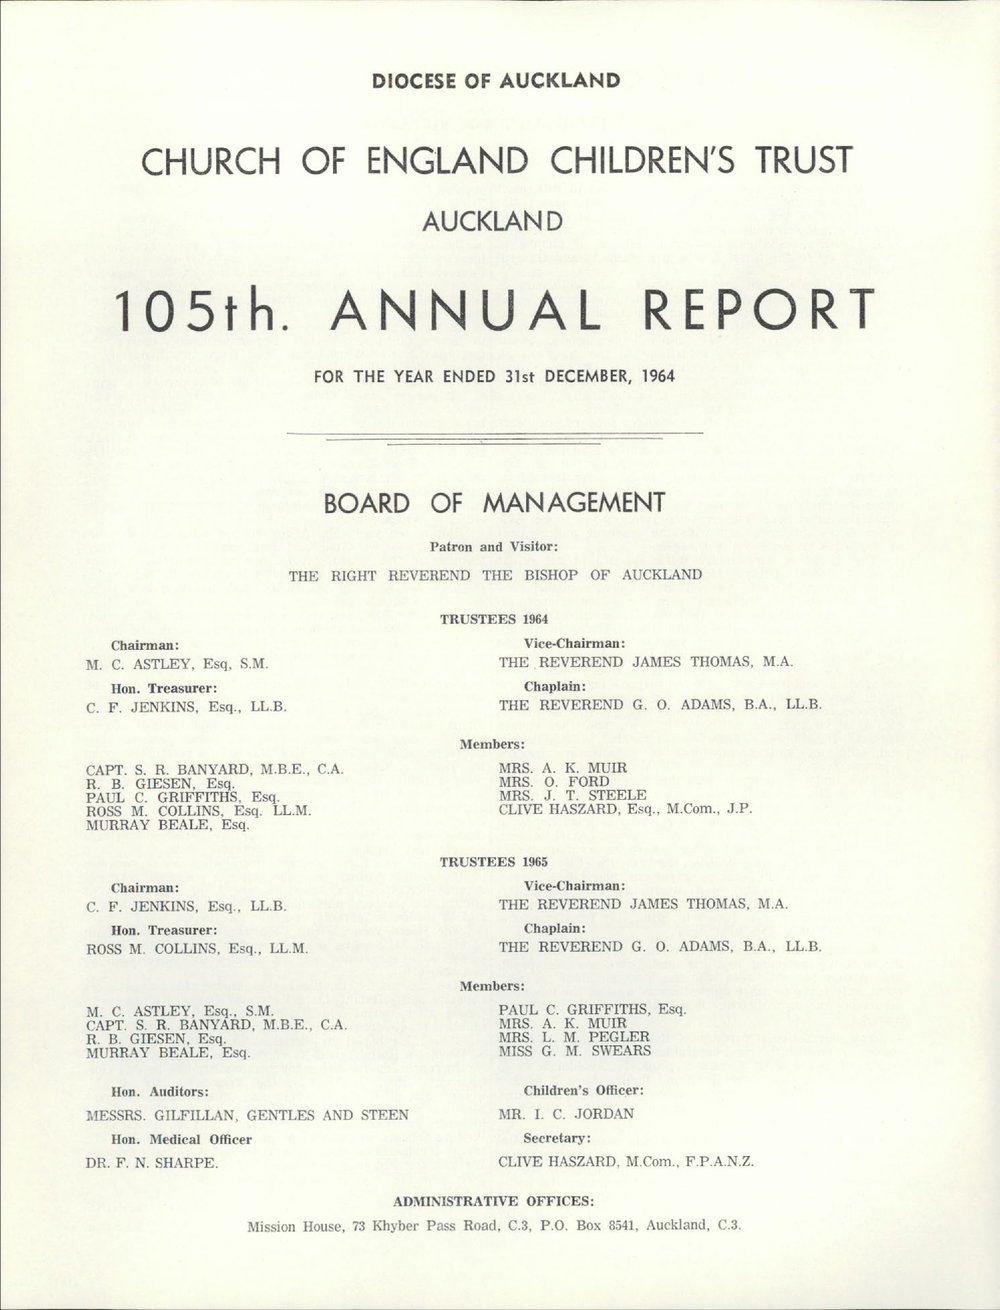 DIOCESE OF AUCKLAND
CHURCH OF ENGLAND CHILDREN'S TRUST
AUCKLAND
105th. ANNUAL REPORT
FOR THE YEAR ENDED 31st DECEMBER, 1964
BOARD OF MANAGEMENT
Patron and Visitor:
THE RIGHT REVEREND THE BISHOP OF AUCKLAND
TRUSTEES 1964
Chairman:
M. C. ASTLEY, Esq, S.M.
Hon. Treasurer:
C. F. JENKINS, Esq., LL.B.
Vice-Chairman:
THE REVEREND JAMES THOMAS, M.A.
Chaplain:
THE REVEREND G. O. ADAMS, B.A., LL.B.
Members:
CAPT. S. R. BANYARD, M.B.E., C.A.
R. B. GIESEN, Esq.
PAUL C. GRIFFITHS, Esq.
ROSS M. COLLINS, Esq. LL.M.
MURRAY BEALE, Esq.
MRS. A. K. MUIR
MRS. O. FORD
MRS. J. T. STEELE
CLIVE HASZARD, Esq., M.Com., J.P.
TRUSTEES 1965
Chairman:
C. F. JENKINS, Esq., LL.B.
Hon. Treasurer:
ROSS M. COLLINS, Esq., LL.M.
Vice-Chairman:
THE REVEREND JAMES THOMAS, M.A.
Chaplain:
THE REVEREND G. O. ADAMS, B.A., LL.B.
Members:
M. C. ASTLEY, Esq., S.M.
CAPT. S. R. BANYARD, M.B.E., C.A.
R. B. GIESEN, Esq.
MURRAY BEALE, Esq.
PAUL C. GRIFFITHS, Esq.
MRS. A. K. MUIR
MRS. L. M. PEGLER
MISS G. M. SWEARS
Hon. Auditors:
MESSRS. GILFILLAN, GENTLES AND STEEN
Hon. Medical Officer
DR. F. N. SHARPE.
Children's Officer:
MR. I. C. JORDAN
Secretary:
CLIVE HASZARD, M.Com., F.P.A.N.Z.
ADMINISTRATIVE OFFICES:
Mission House, 73 Khyber Pass Road, C.3, P.O. Box 8541, Auckland, C.3.